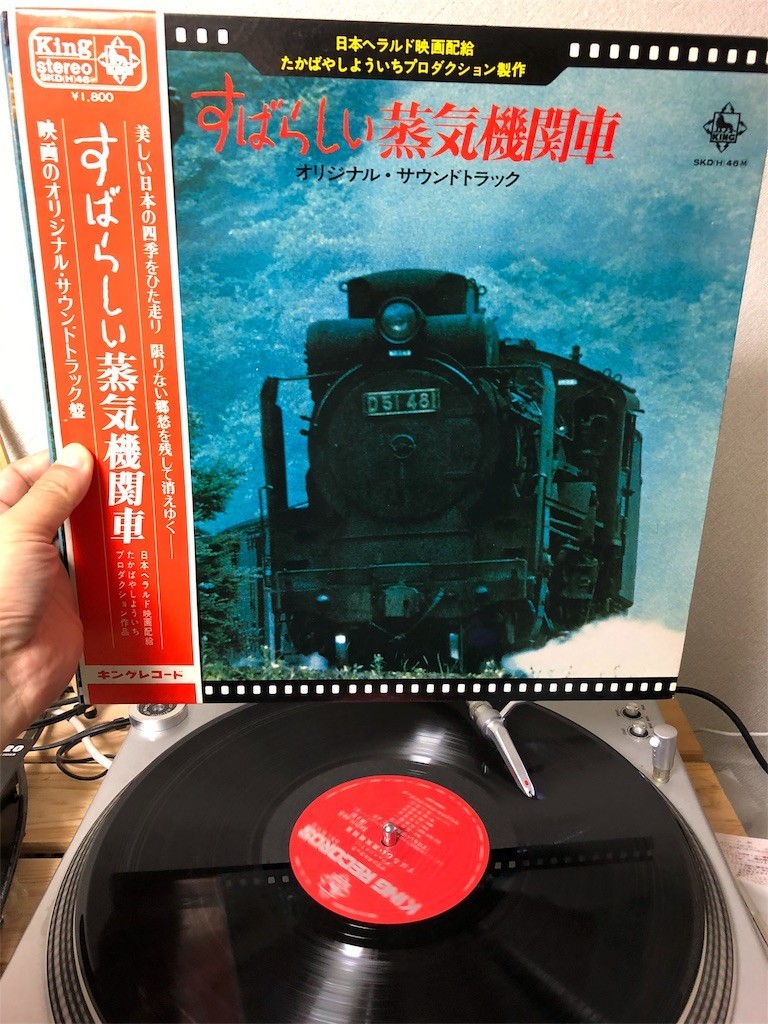 King
stereo
SKD(H)46M
¥1,800
美しい日本の四季をひた走り 限りない郷愁を残して消えゆく──
すばらしい蒸気機関車
映画のオリジナル・サウンドトラック盤
日本ヘラルド映画配給
たかばやしよういち
プロダクション作品
キングレコード
日本ヘラルド映画配給
たかばやしよういちプロダクション製作
すばらしい蒸気機関車
オリジナル・サウンドトラック
KING
SKD(H)46M
D51 481
KING RECORDS
20